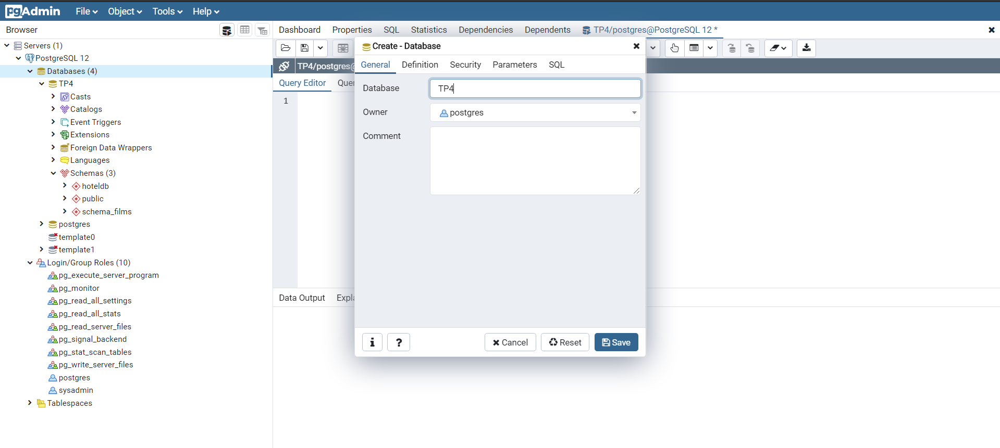 pgAdmin File Object Tools Help
Browser
Dashboard Properties SQL Statistics Dependencies Dependents TP4/postgres@PostgreSQL 12 *
Servers (1)
PostgreSQL 12
Databases (4)
TP4
Casts
Catalogs
Event Triggers
Extensions
Foreign Data Wrappers
Languages
Schemas (3)
hoteldb
public
schema_films
postgres
template0
template1
Login/Group Roles (10)
pg_execute_server_program
pg_monitor
pg_read_all_settings
pg_read_all_stats
pg_read_server_files
pg_signal_backend
pg_stat_scan_tables
pg_write_server_files
postgres
sysadmin
Tablespaces
TP4/postgres@
Query Editor Quer
1
Data Output Expla
Create - Database
General Definition Security Parameters SQL
Database TP4
Owner postgres
Comment
i ? Cancel Reset Save